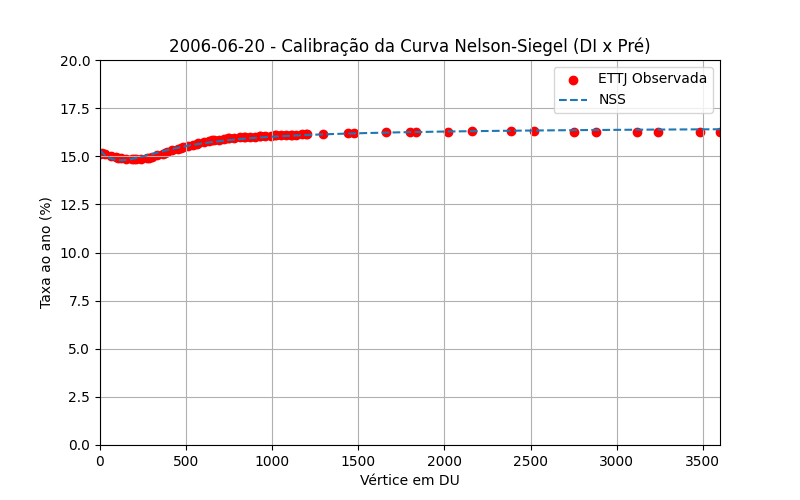 2006-06-20 - Calibração da Curva Nelson-Siegel (DI x Pré)
ETTJ Observada
NSS
Taxa ao ano (%)
20.0
17.5
15.0
12.5
10.0
7.5
5.0
2.5
0.0
0 500 1000 1500 2000 2500 3000 3500
Vértice em DU